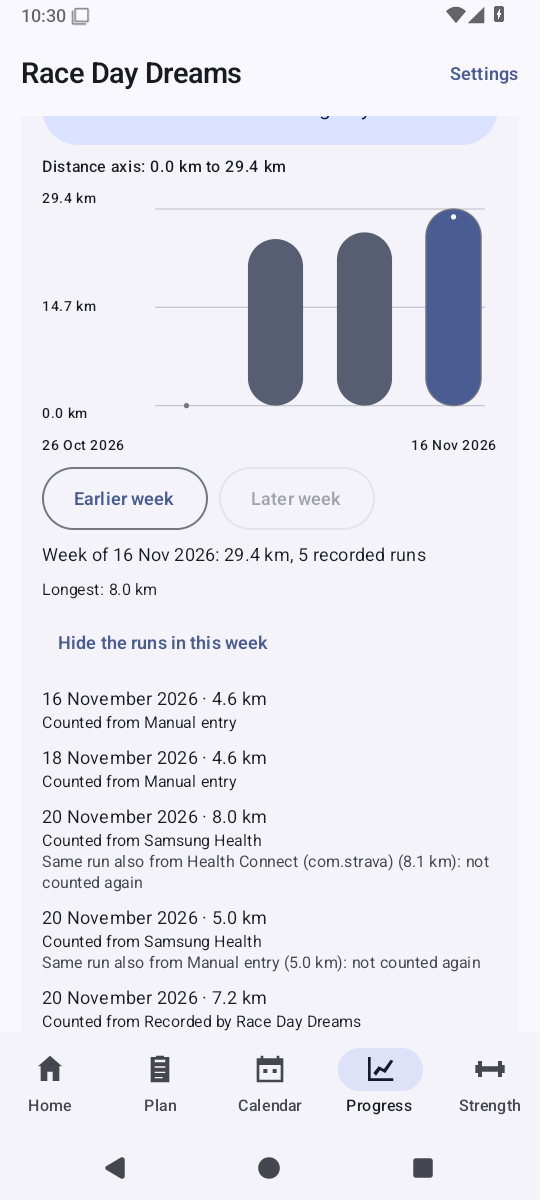 10:30
Race Day Dreams
Settings
Distance axis: 0.0 km to 29.4 km
29.4 km
14.7 km
0.0 km
26 Oct 2026
16 Nov 2026
Earlier week
Later week
Week of 16 Nov 2026: 29.4 km, 5 recorded runs
Longest: 8.0 km
Hide the runs in this week
16 November 2026 · 4.6 km
Counted from Manual entry
18 November 2026 · 4.6 km
Counted from Manual entry
20 November 2026 · 8.0 km
Counted from Samsung Health
Same run also from Health Connect (com.strava) (8.1 km): not
counted again
20 November 2026 · 5.0 km
Counted from Samsung Health
Same run also from Manual entry (5.0 km): not counted again
20 November 2026 · 7.2 km
Counted from Recorded by Race Day Dreams
Home
Plan
Calendar
Progress
Strength